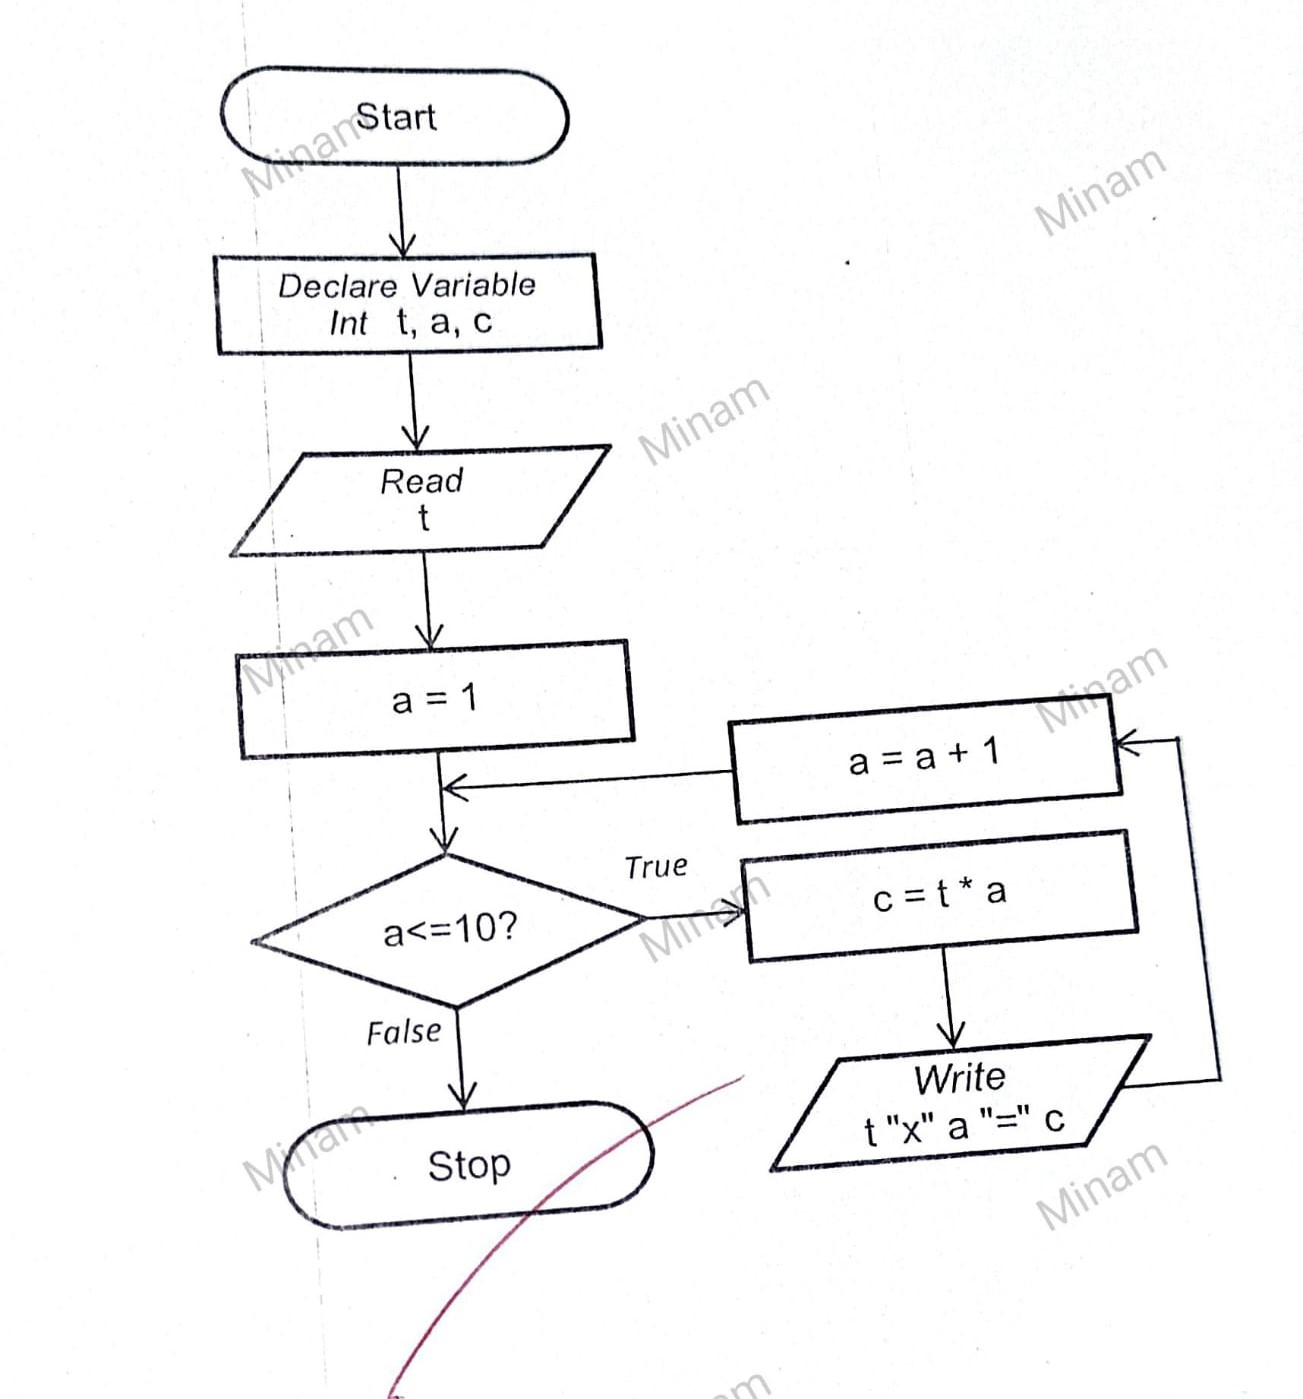 Start
Declare Variable
Int t, a, c
Read
t
a = 1
a = a + 1
a<=10?
True
c = t * a
False
Write
t "x" a "=" c
Stop
Minam
Minam
Minam
Minam
Minam
Minam
Minam
Minam